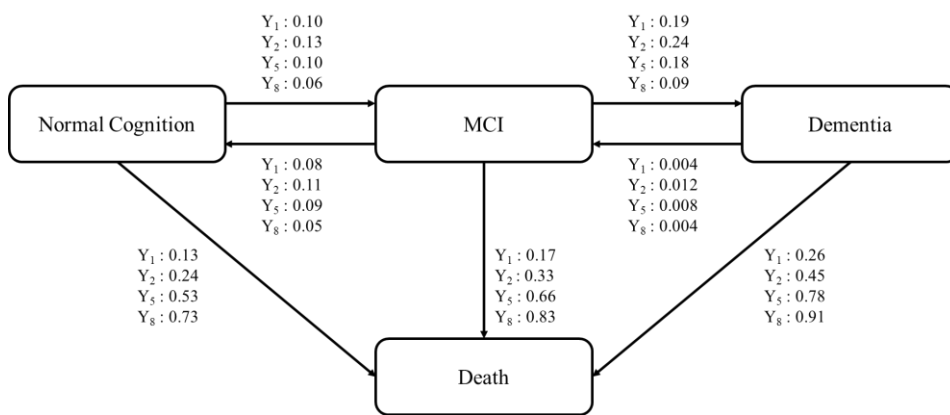 Y₁ : 0.10
Y₂ : 0.13
Y₅ : 0.10
Y₈ : 0.06
Y₁ : 0.19
Y₂ : 0.24
Y₅ : 0.18
Y₈ : 0.09
Normal Cognition
MCI
Dementia
Y₁ : 0.08
Y₂ : 0.11
Y₅ : 0.09
Y₈ : 0.05
Y₁ : 0.004
Y₂ : 0.012
Y₅ : 0.008
Y₈ : 0.004
Y₁ : 0.13
Y₂ : 0.24
Y₅ : 0.53
Y₈ : 0.73
Y₁ : 0.17
Y₂ : 0.33
Y₅ : 0.66
Y₈ : 0.83
Y₁ : 0.26
Y₂ : 0.45
Y₅ : 0.78
Y₈ : 0.91
Death